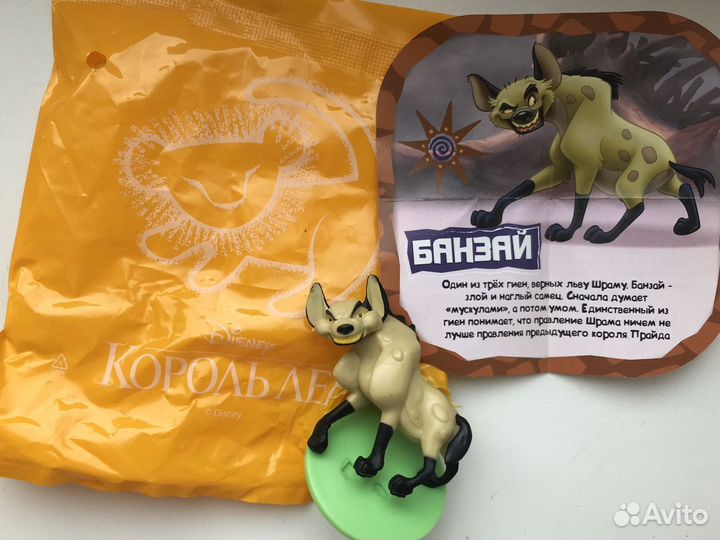 БАНЗАЙ
Один из трёх гиен, верных льву Шраму. Банзай -
злой и наглый самец. Сначала думает
«мускулами», а потом умом. Единственный из
гиен понимает, что правление Шрама ничем не
лучше правления предыдущего короля Прайда
Disney
КОРОЛЬ ЛЕ
© Disney
Avito